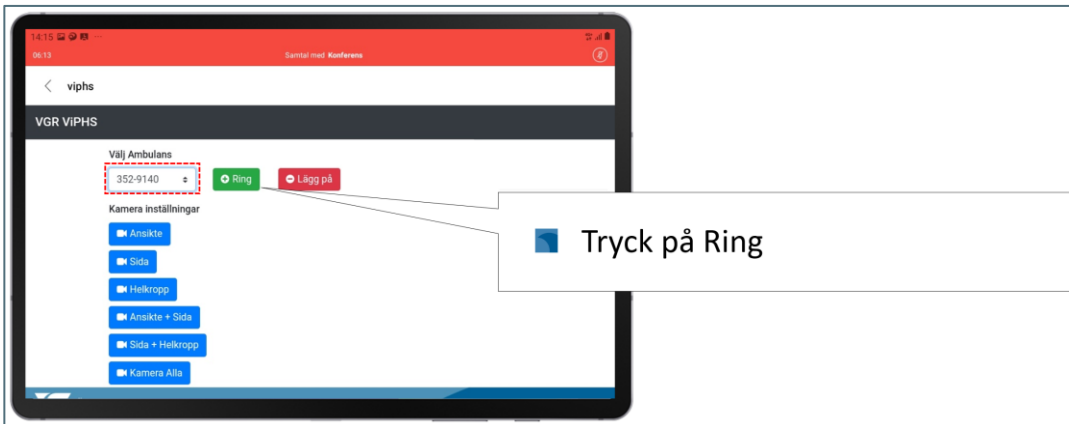 14:15
06:13
Samtal med Konferens
viphs
VGR ViPHS
Välj Ambulans
352-9140
Ring
Lägg på
Kamera inställningar
Ansikte
Sida
Helkropp
Ansikte + Sida
Sida + Helkropp
Kamera Alla
Tryck på Ring